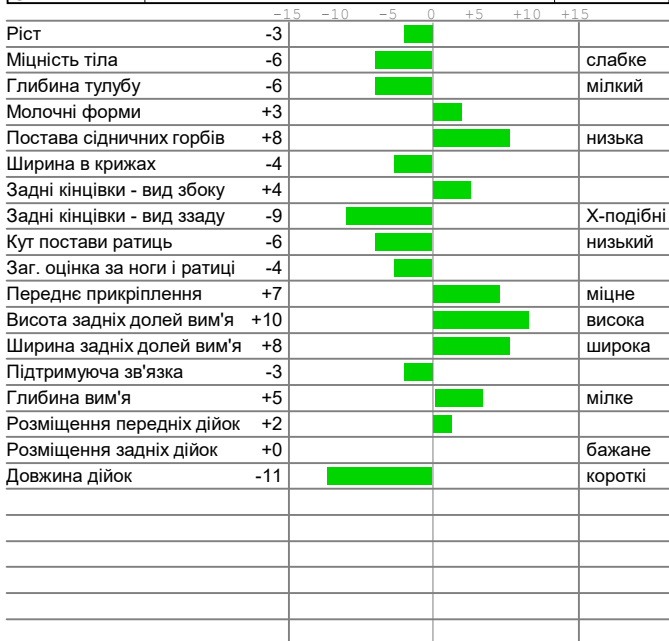 -15 -10 -5 0 +5 +10 +15
Ріст -3
Міцність тіла -6 слабке
Глибина тулубу -6 мілкий
Молочні форми +3
Постава сідничних горбів +8 низька
Ширина в крижах -4
Задні кінцівки - вид збоку +4
Задні кінцівки - вид ззаду -9 Х-подібні
Кут постави ратиць -6 низький
Заг. оцінка за ноги і ратиці -4
Переднє прикріплення +7 міцне
Висота задніх долей вим'я +10 висока
Ширина задніх долей вим'я +8 широка
Підтримуюча зв'язка -3
Глибина вим'я +5 мілке
Розміщення передніх дійок +2
Розміщення задніх дійок +0 бажане
Довжина дійок -11 короткі